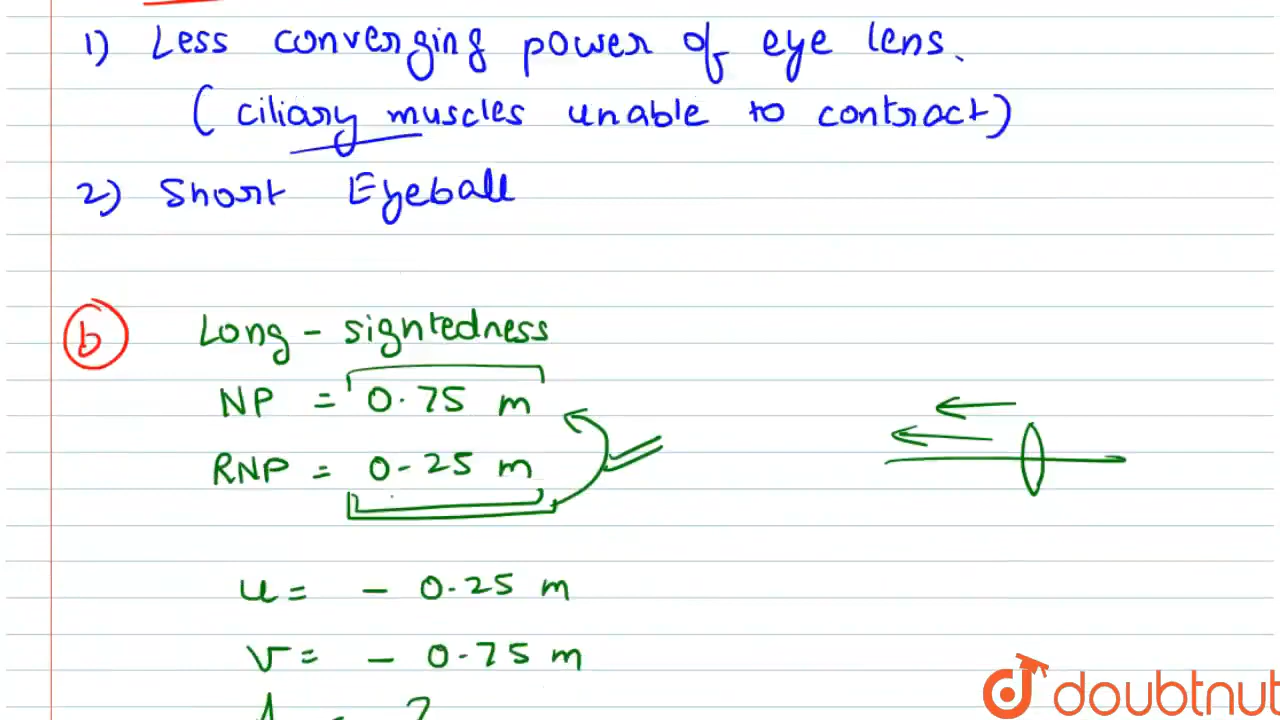 1) Less converging power of eye lens.
(ciliary muscles unable to contract)
2) Short Eyeball
b Long-sightedness
NP = 0.75 m
RNP = 0.25 m
u = - 0.25 m
v = - 0.75 m
= ?
doubtnut